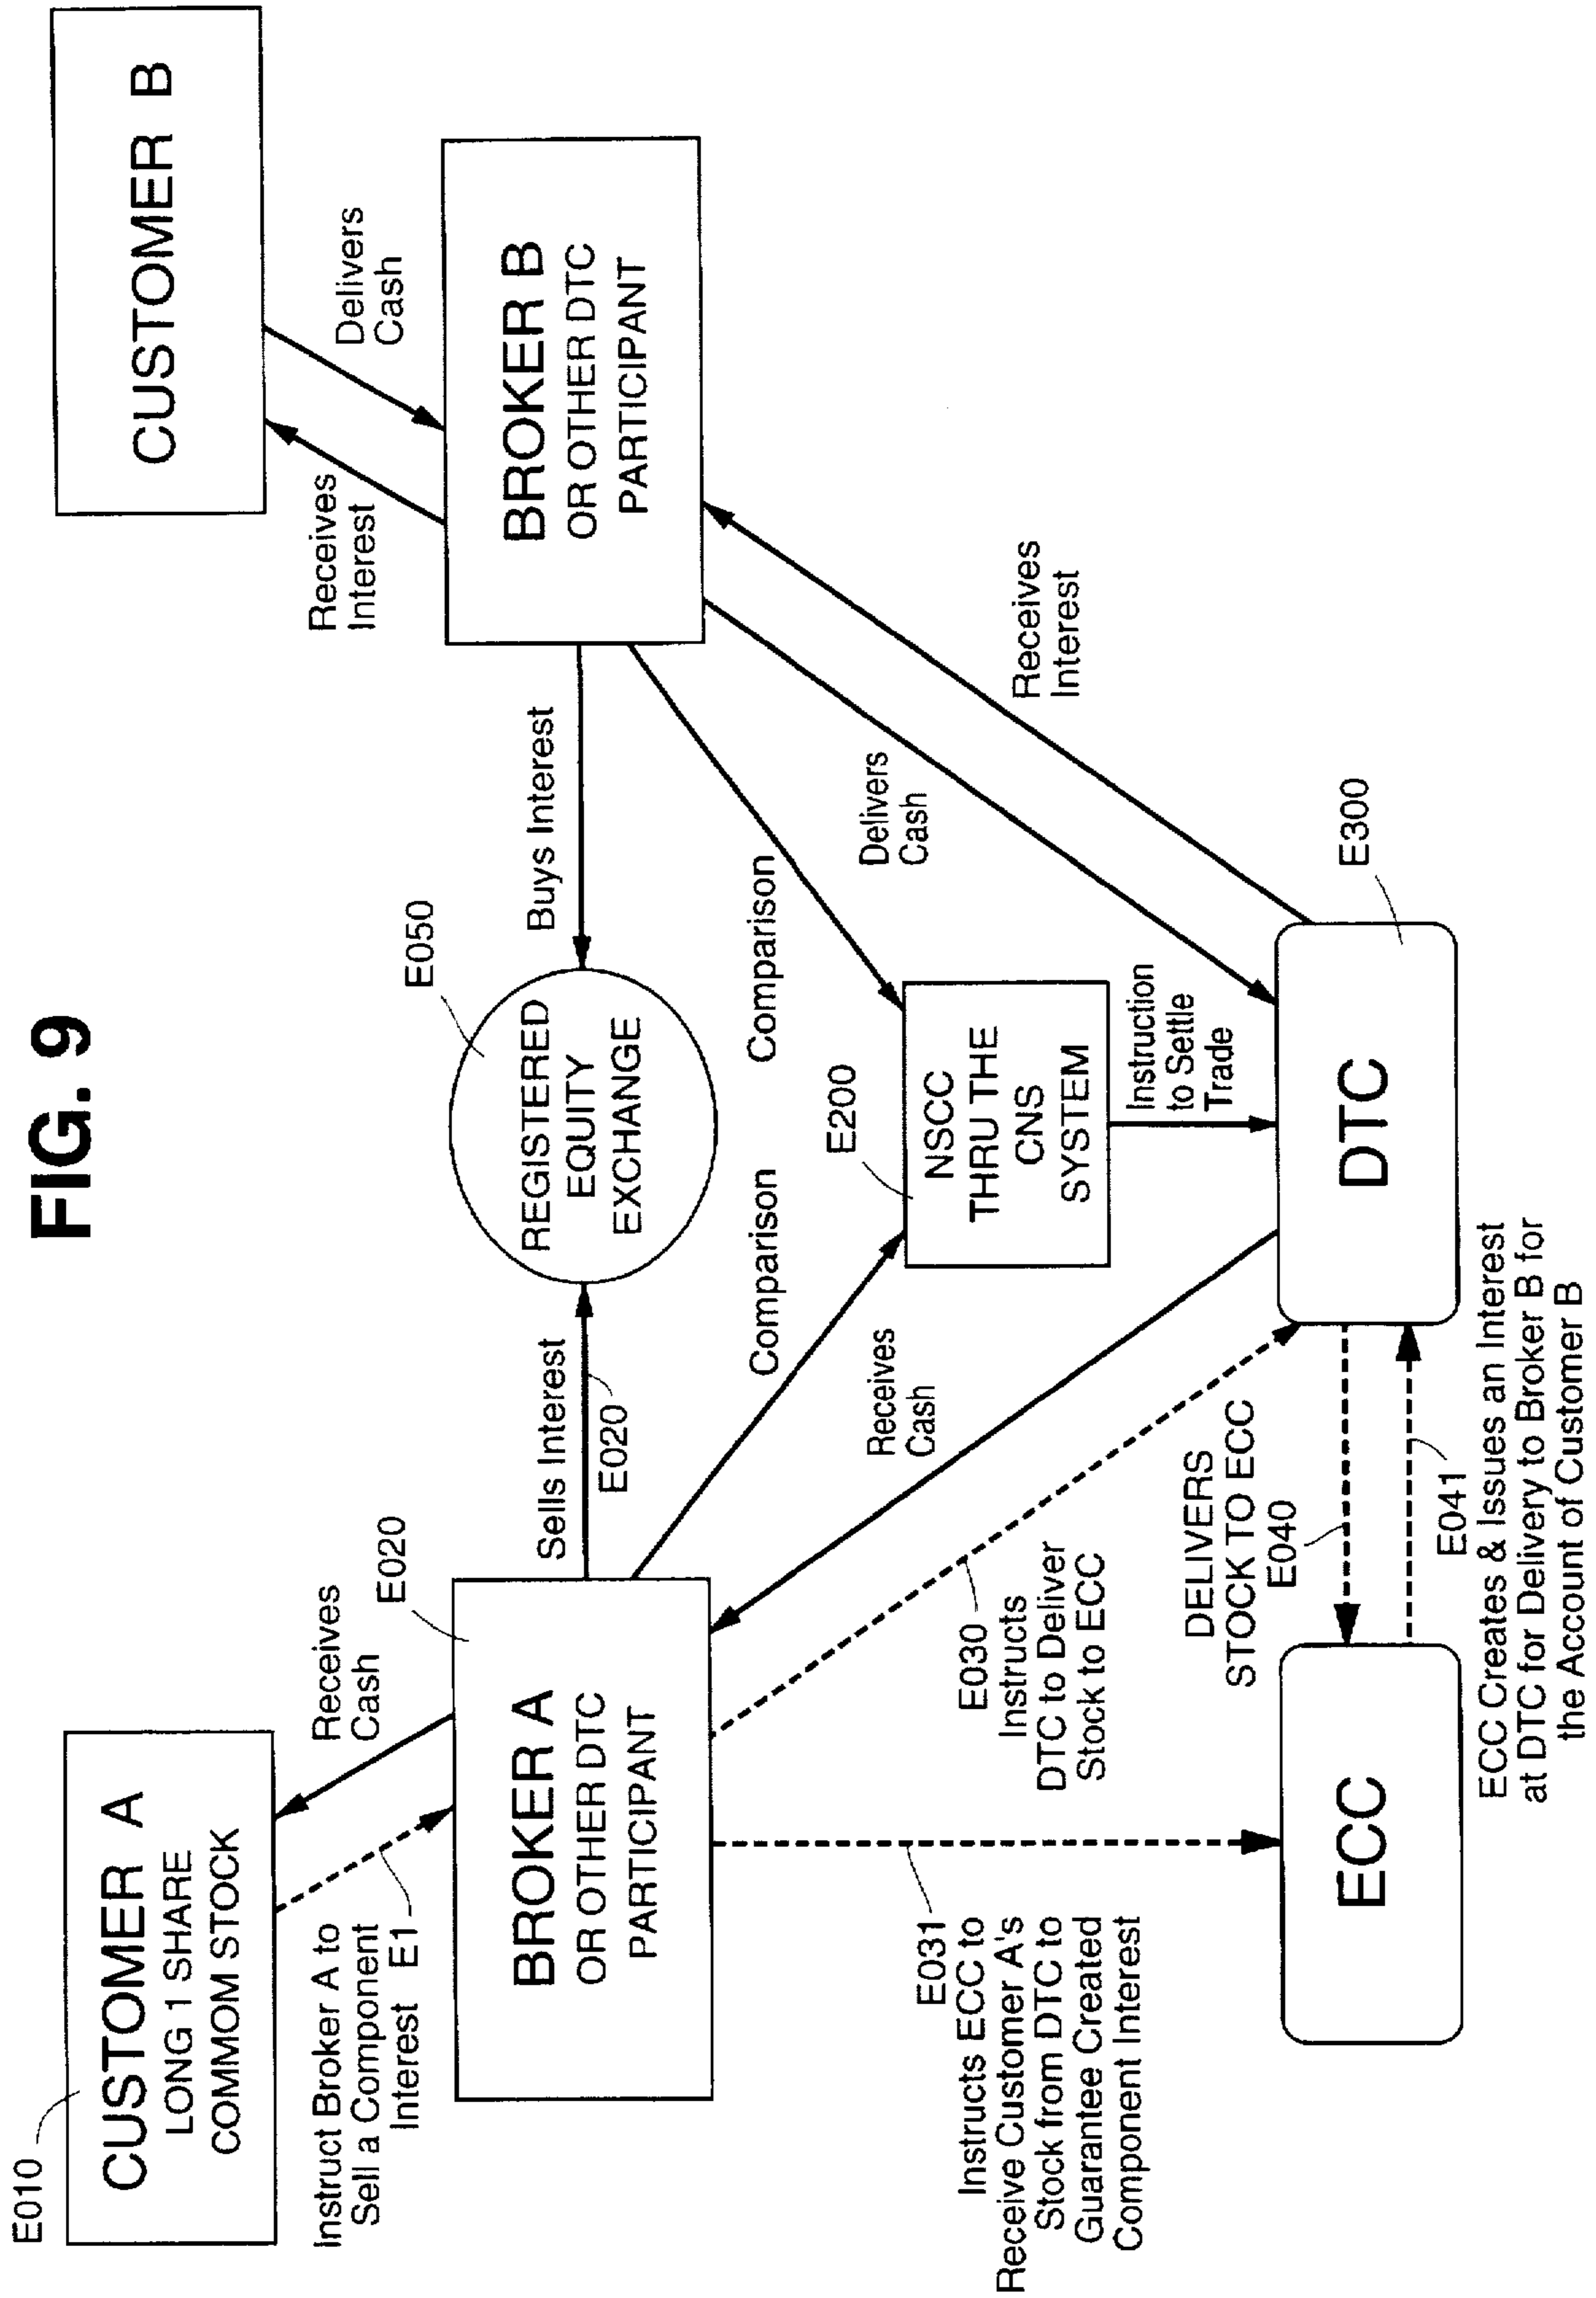 FIG. 9
E010
CUSTOMER A
LONG 1 SHARE
COMMOM STOCK
CUSTOMER B
Instruct Broker A to
Sell a Component
Interest E1
Receives
Cash
E020
Receives
Interest
Delivers
Cash
BROKER A
OR OTHER DTC
PARTICIPANT
Sells Interest
E020
E050
REGISTERED
EQUITY
EXCHANGE
Buys Interest
BROKER B
OR OTHER DTC
PARTICIPANT
Comparison
Comparison
E200
NSCC
THRU THE
CNS
SYSTEM
Receives
Cash
Delivers
Cash
Receives
Interest
E031
Instructs ECC to
Receive Customer A's
Stock from DTC to
Guarantee Created
Component Interest
E030
Instructs
DTC to Deliver
Stock to ECC
Instruction
to Settle
Trade
DELIVERS
STOCK TO ECC
E040
E300
ECC
DTC
E041
ECC Creates & Issues an Interest
at DTC for Delivery to Broker B for
the Account of Customer B